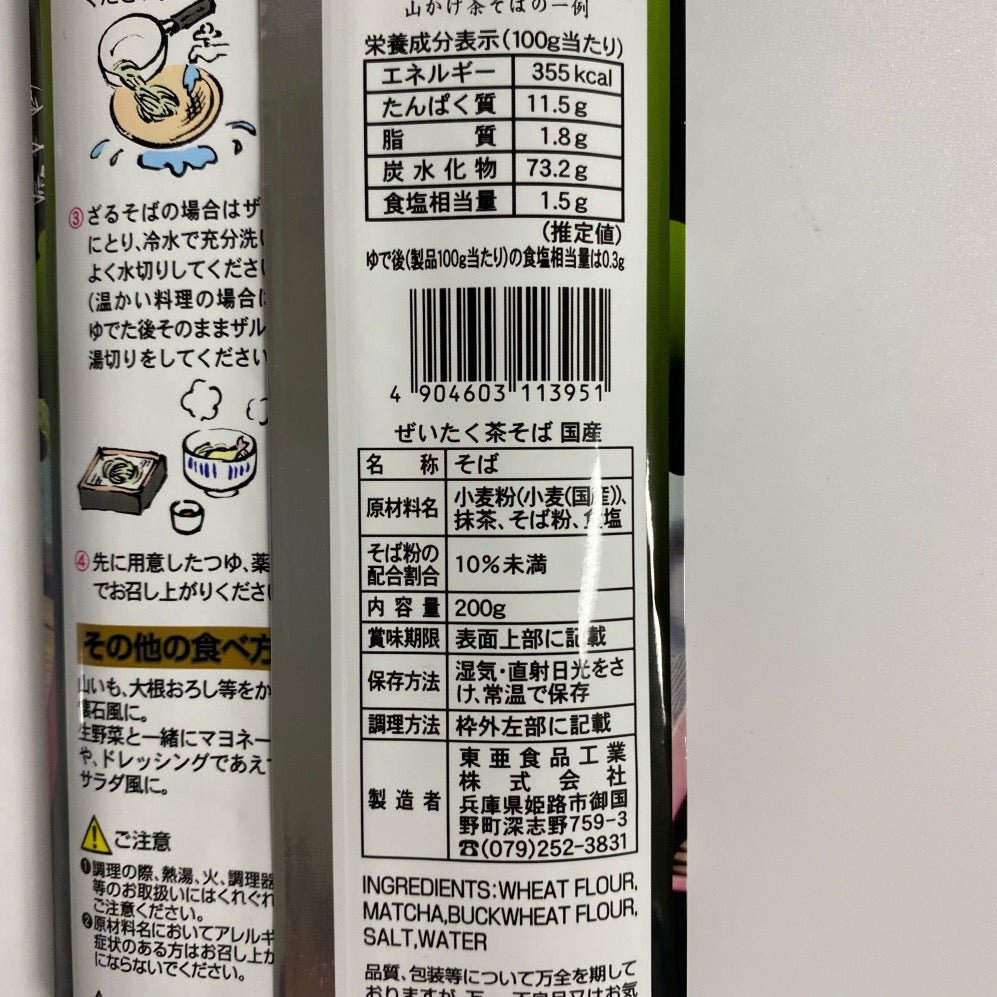 ③ざるそばの場合はザ
にとり、冷水で充分洗
よく水切りしてくださ
(温かい料理の場合
ゆでた後そのままザル
湯切りをしてください
④先に用意したつゆ、薬
でお召し上がりくださ
その他の食べ方
山いも、大根おろし等をか
懐石風に。
生野菜と一緒にマヨネー
や、ドレッシングであえ
サラダ風に。
ご注意
❶調理の際、熱湯、火、調理器
等のお取扱いにはくれぐれ
ご注意ください。
❷原材料名においてアレルギ
症状のある方はお召し上が
にならないでください。
山かけ茶そばの一例
栄養成分表示(100g当たり)
エネルギー 355kcal
たんぱく質 11.5g
脂質 1.8g
炭水化物 73.2g
食塩相当量 1.5g
(推定値)
ゆで後(製品100g当たり)の食塩相当量は0.3g
4 904603 113951
ぜいたく茶そば 国産
名称 そば
原材料名 小麦粉(小麦(国産))、
抹茶、そば粉、食塩
そば粉の
配合割合 10%未満
内容量 200g
賞味期限 表面上部に記載
保存方法 湿気・直射日光をさ
け、常温で保存
調理方法 枠外左部に記載
製造者 東亜食品工業
株式会社
兵庫県姫路市御国
野町深志野759-3
☎(079)252-3831
INGREDIENTS:WHEAT FLOUR,
MATCHA,BUCKWHEAT FLOUR,
SALT,WATER
品質、包装等について万全を期して
おりますが、万一、不良品又はお気